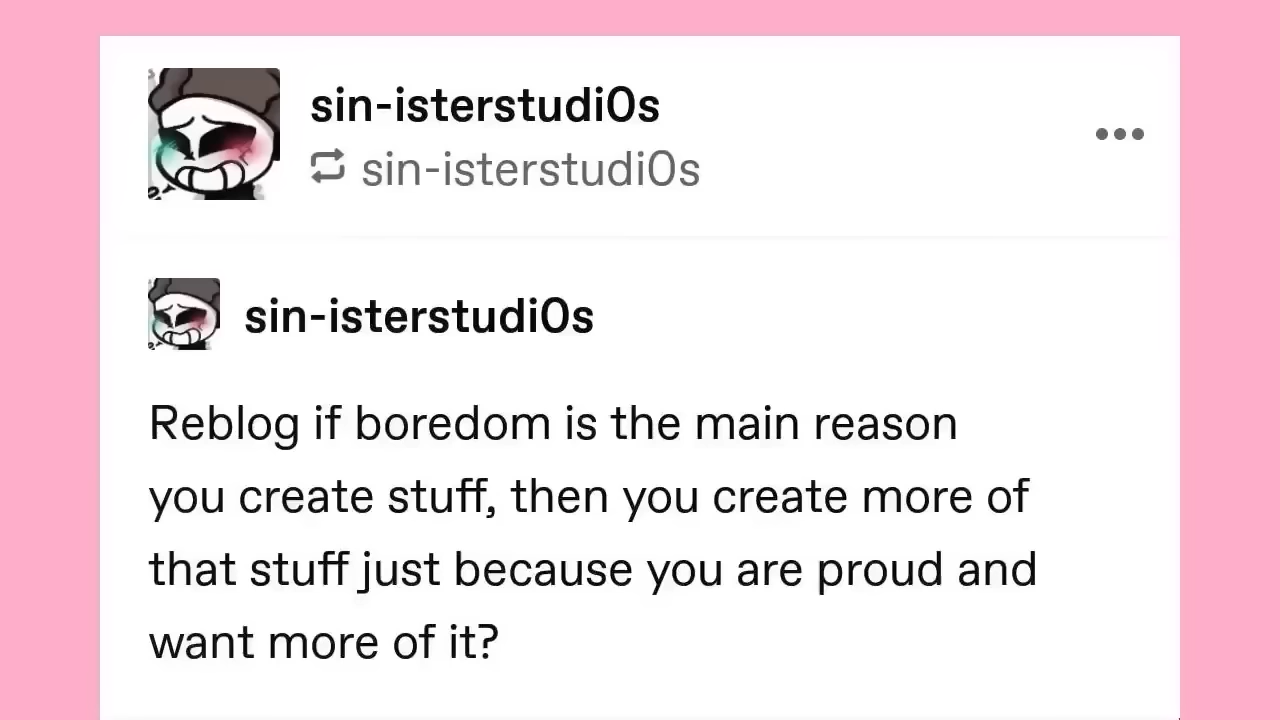 sin-isterstudi0s
sin-isterstudi0s
sin-isterstudi0s
Reblog if boredom is the main reason
you create stuff, then you create more of
that stuff just because you are proud and
want more of it?